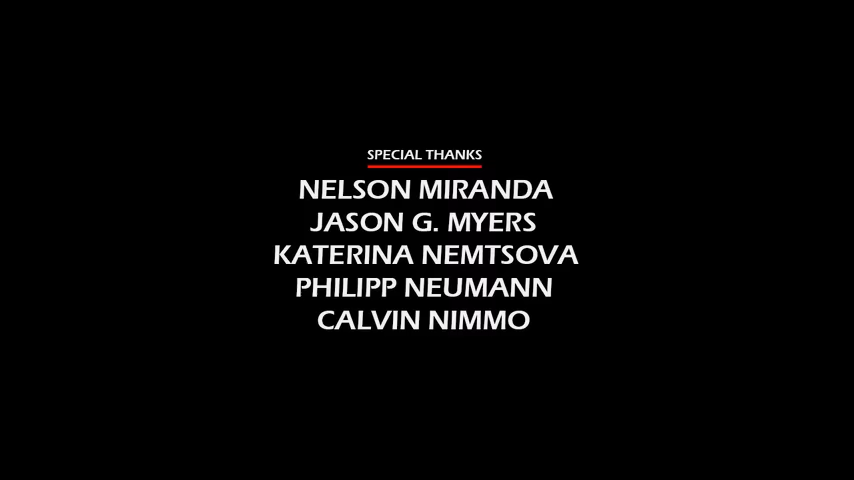 SPECIAL THANKS
NELSON MIRANDA
JASON G. MYERS
KATERINA NEMTSOVA
PHILIPP NEUMANN
CALVIN NIMMO